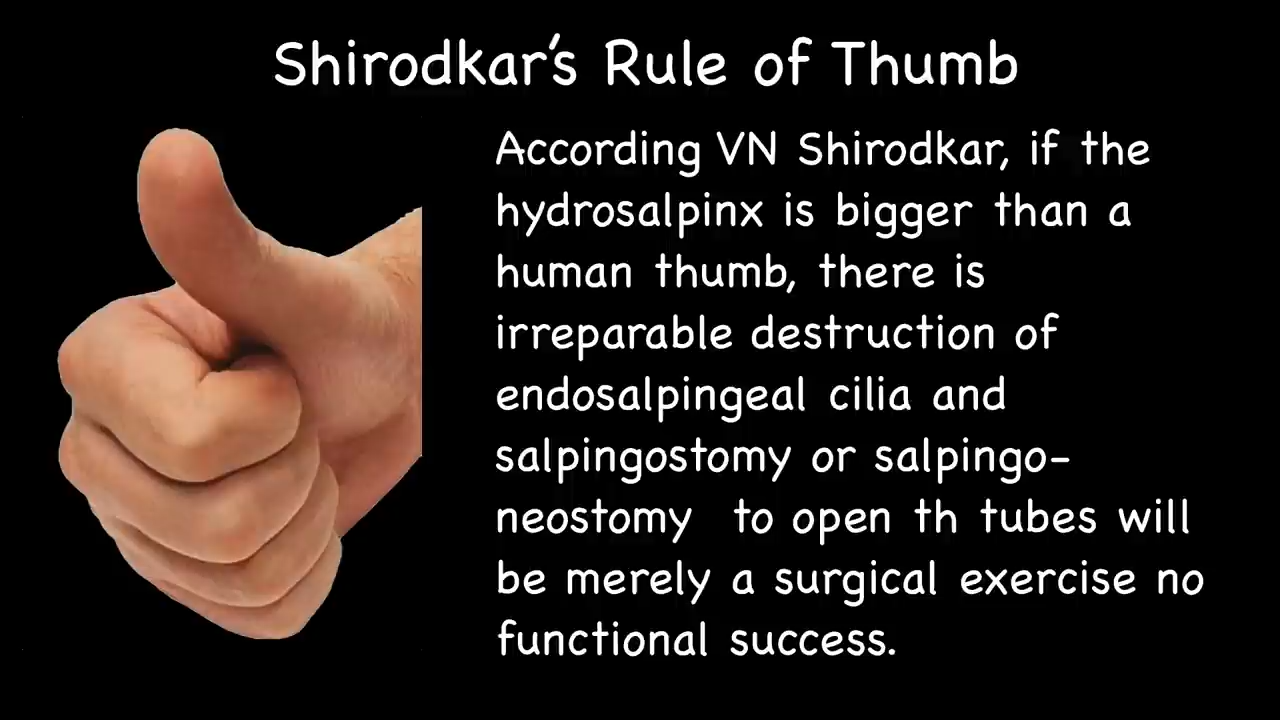 Shirodkar's Rule of Thumb
According VN Shirodkar, if the
hydrosalpinx is bigger than a
human thumb, there is
irreparable destruction of
endosalpingeal cilia and
salpingostomy or salpingo-
neostomy to open th tubes will
be merely a surgical exercise no
functional success.